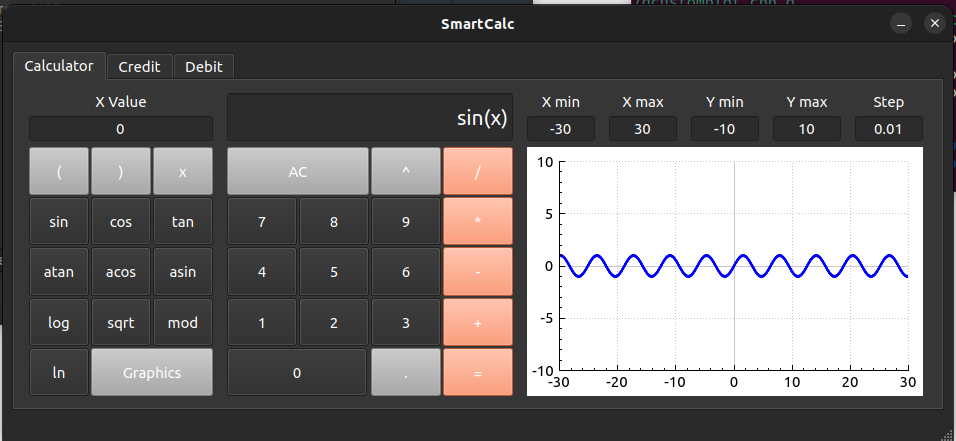 SmartCalc
Calculator Credit Debit
X Value
0
sin(x)
X min X max Y min Y max Step
-30 30 -10 10 0.01
( ) x AC ^ /
sin cos tan 7 8 9 *
atan acos asin 4 5 6 -
log sqrt mod 1 2 3 +
ln Graphics 0 . =
10
5
0
-5
-10
-30 -20 -10 0 10 20 30